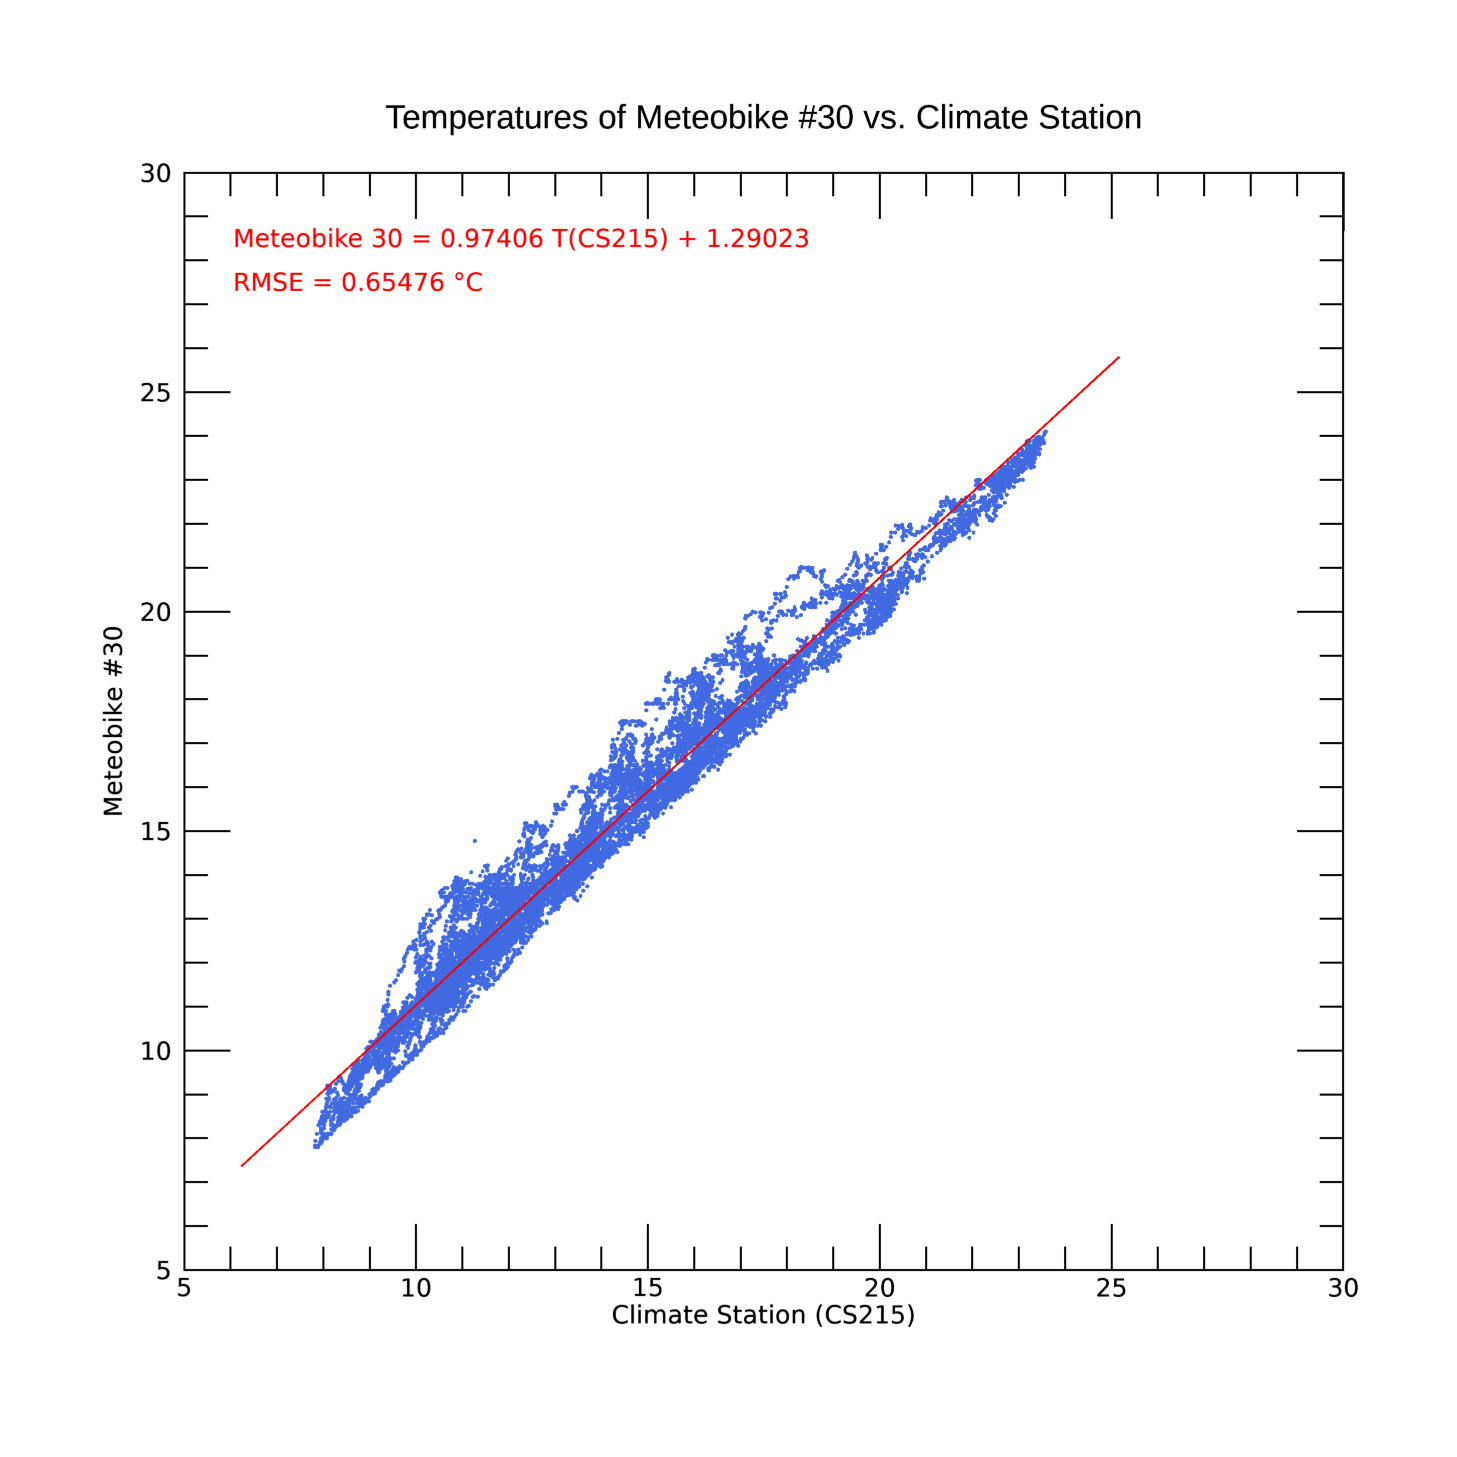 Temperatures of Meteobike #30 vs. Climate Station
30
Meteobike 30 = 0.97406 T(CS215) + 1.29023
RMSE = 0.65476 °C
25
20
Meteobike #30
15
10
5
5 10 15 20 25 30
Climate Station (CS215)